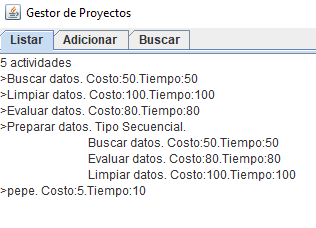 Gestor de Proyectos
Listar Adicionar Buscar
5 actividades
>Buscar datos. Costo:50.Tiempo:50
>Limpiar datos. Costo:100.Tiempo:100
>Evaluar datos. Costo:80.Tiempo:80
>Preparar datos. Tipo Secuencial.
Buscar datos. Costo:50.Tiempo:50
Evaluar datos. Costo:80.Tiempo:80
Limpiar datos. Costo:100.Tiempo:100
>pepe. Costo:5.Tiempo:10